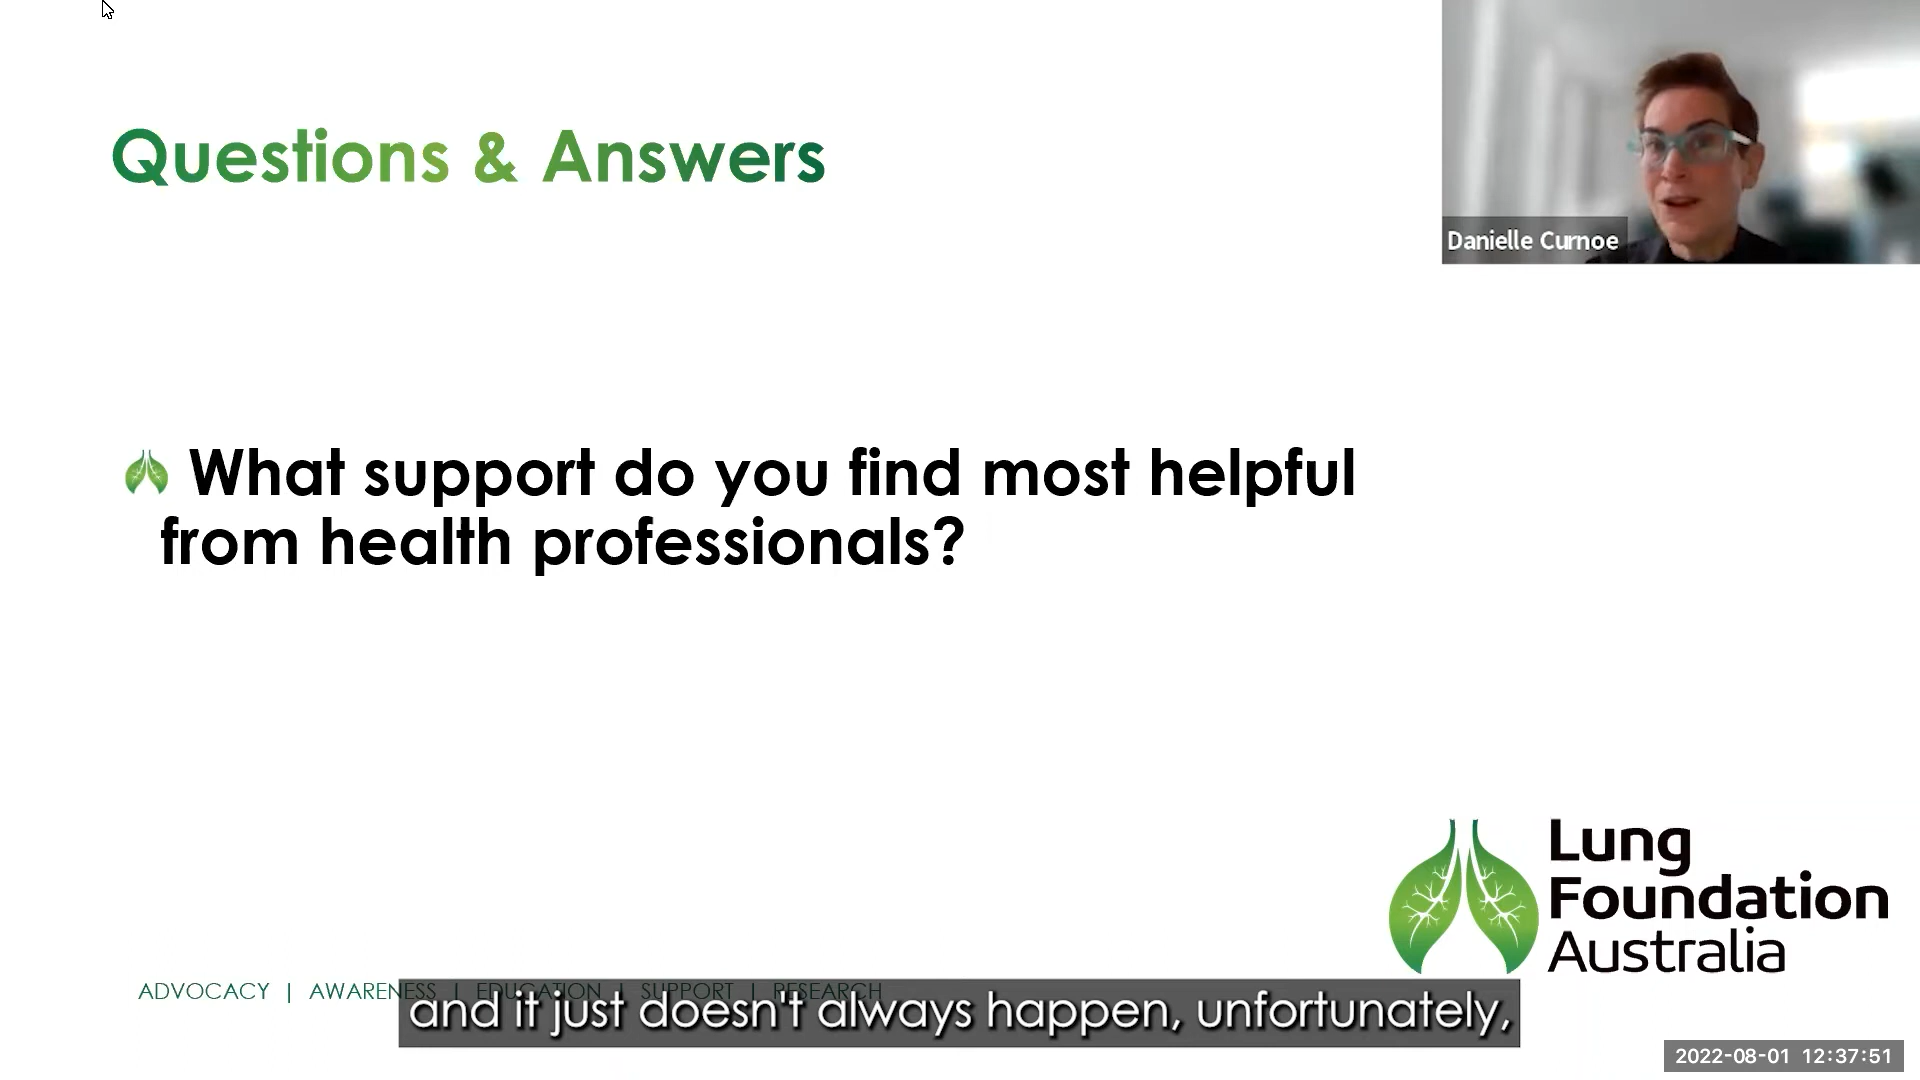 Questions & Answers
Danielle Curnoe
What support do you find most helpful
from health professionals?
Lung
Foundation
Australia
ADVOCACY | AWARENESS | EDUCATION | SUPPORT | RESEARCH
and it just doesn't always happen, unfortunately,
2022-08-01 12:37:51